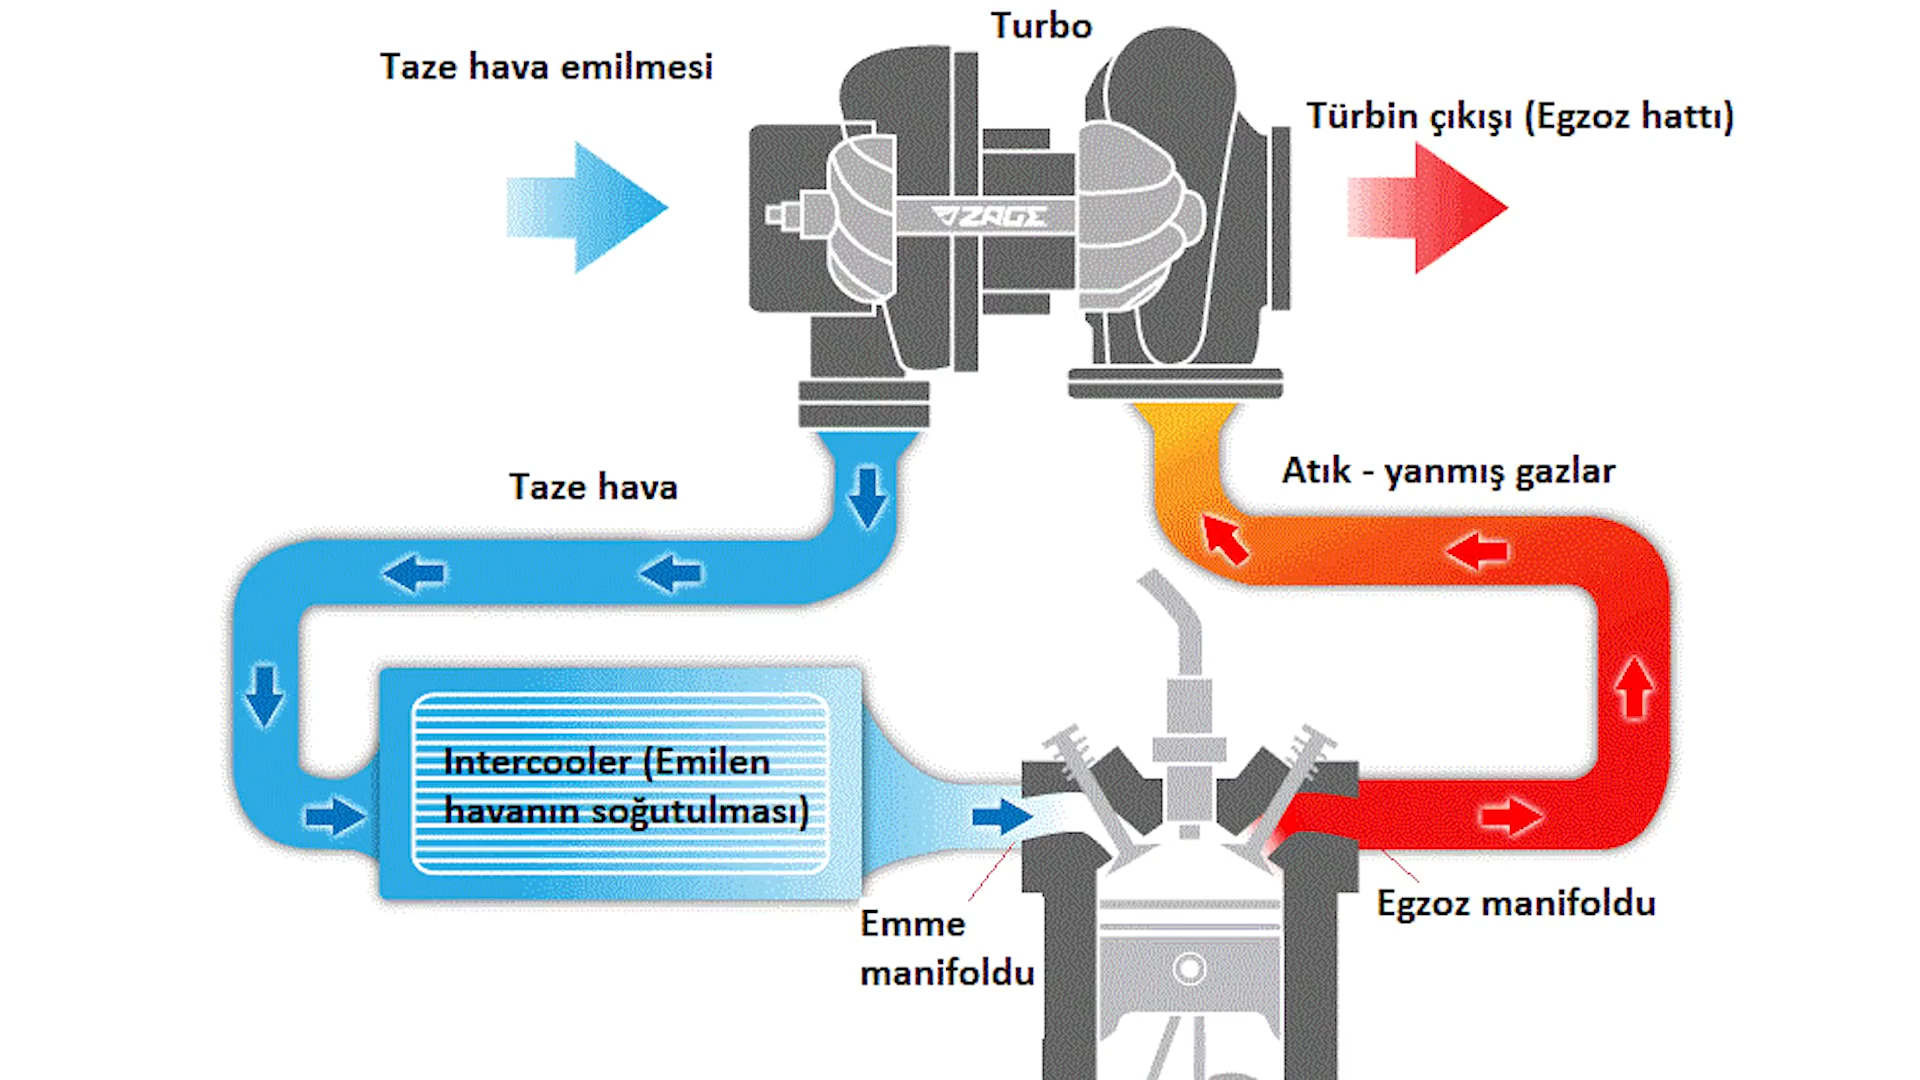 Turbo
Taze hava emilmesi
Türbin çıkışı (Egzoz hattı)
ZAGE
Taze hava
Atık - yanmış gazlar
Intercooler (Emilen
havanın soğutulması)
Emme
manifoldu
Egzoz manifoldu